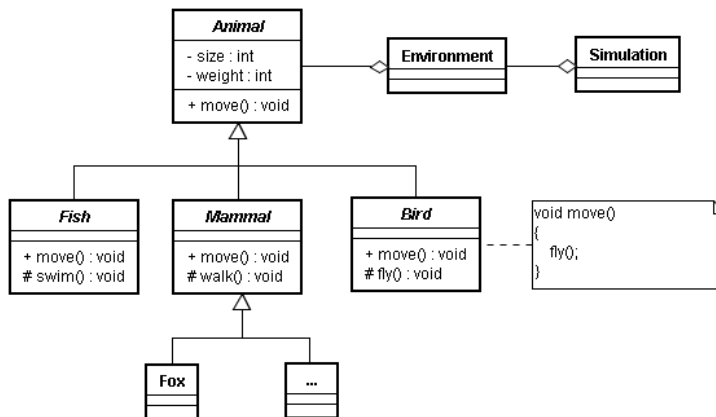 Animal
- size : int
- weight : int
+ move() : void
Environment
Simulation
Fish
+ move() : void
# swim() : void
Mammal
+ move() : void
# walk() : void
Bird
+ move() : void
# fly() : void
void move()
{
fly();
}
Fox
...